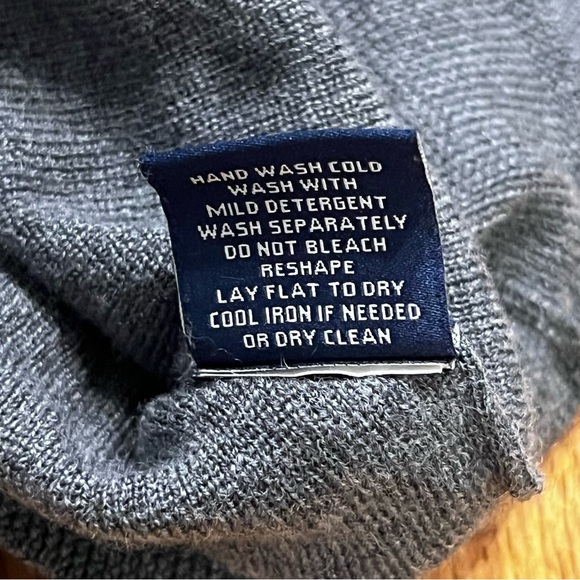 HAND WASH COLD
WASH WITH
MILD DETERGENT
WASH SEPARATELY
DO NOT BLEACH
RESHAPE
LAY FLAT TO DRY
COOL IRON IF NEEDED
OR DRY CLEAN